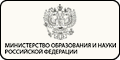 МИНИСТЕРСТВО ОБРАЗОВАНИЯ И НАУКИ
РОССИЙСКОЙ ФЕДЕРАЦИИ